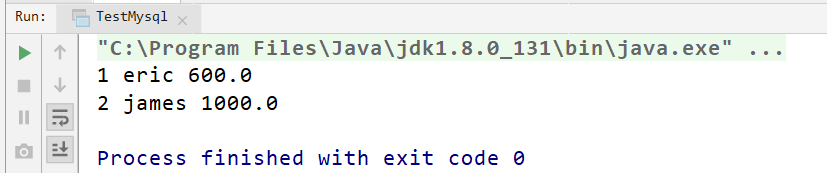 Run: TestMysql
"C:\Program Files\Java\jdk1.8.0_131\bin\java.exe" ...
1 eric 600.0
2 james 1000.0
Process finished with exit code 0